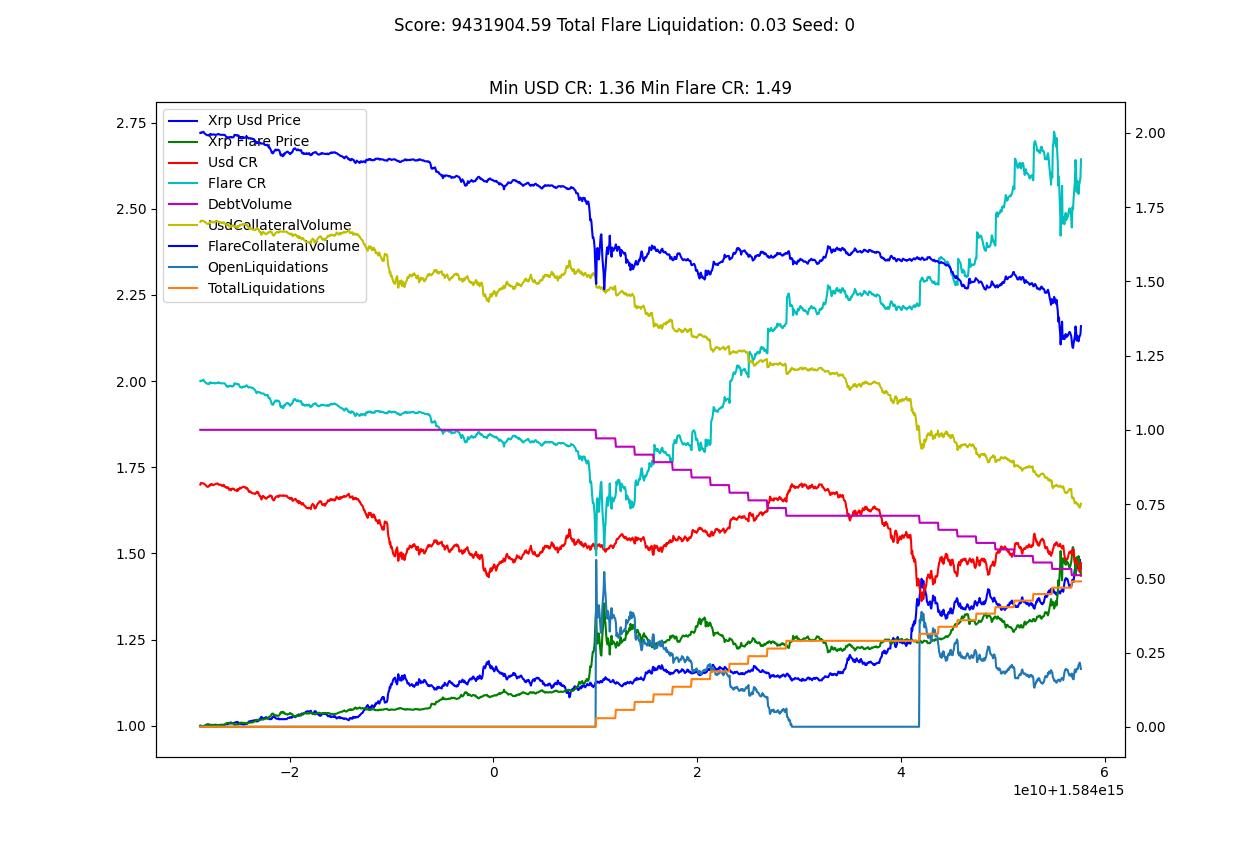 Score: 9431904.59 Total Flare Liquidation: 0.03 Seed: 0
Min USD CR: 1.36 Min Flare CR: 1.49
Xrp Usd Price
Xrp Flare Price
Usd CR
Flare CR
DebtVolume
UsdCollateralVolume
FlareCollateralVolume
OpenLiquidations
TotalLiquidations
2.75
2.50
2.25
2.00
1.75
1.50
1.25
1.00
2.00
1.75
1.50
1.25
1.00
0.75
0.50
0.25
0.00
−2
0
2
4
6
1e10+1.584e15